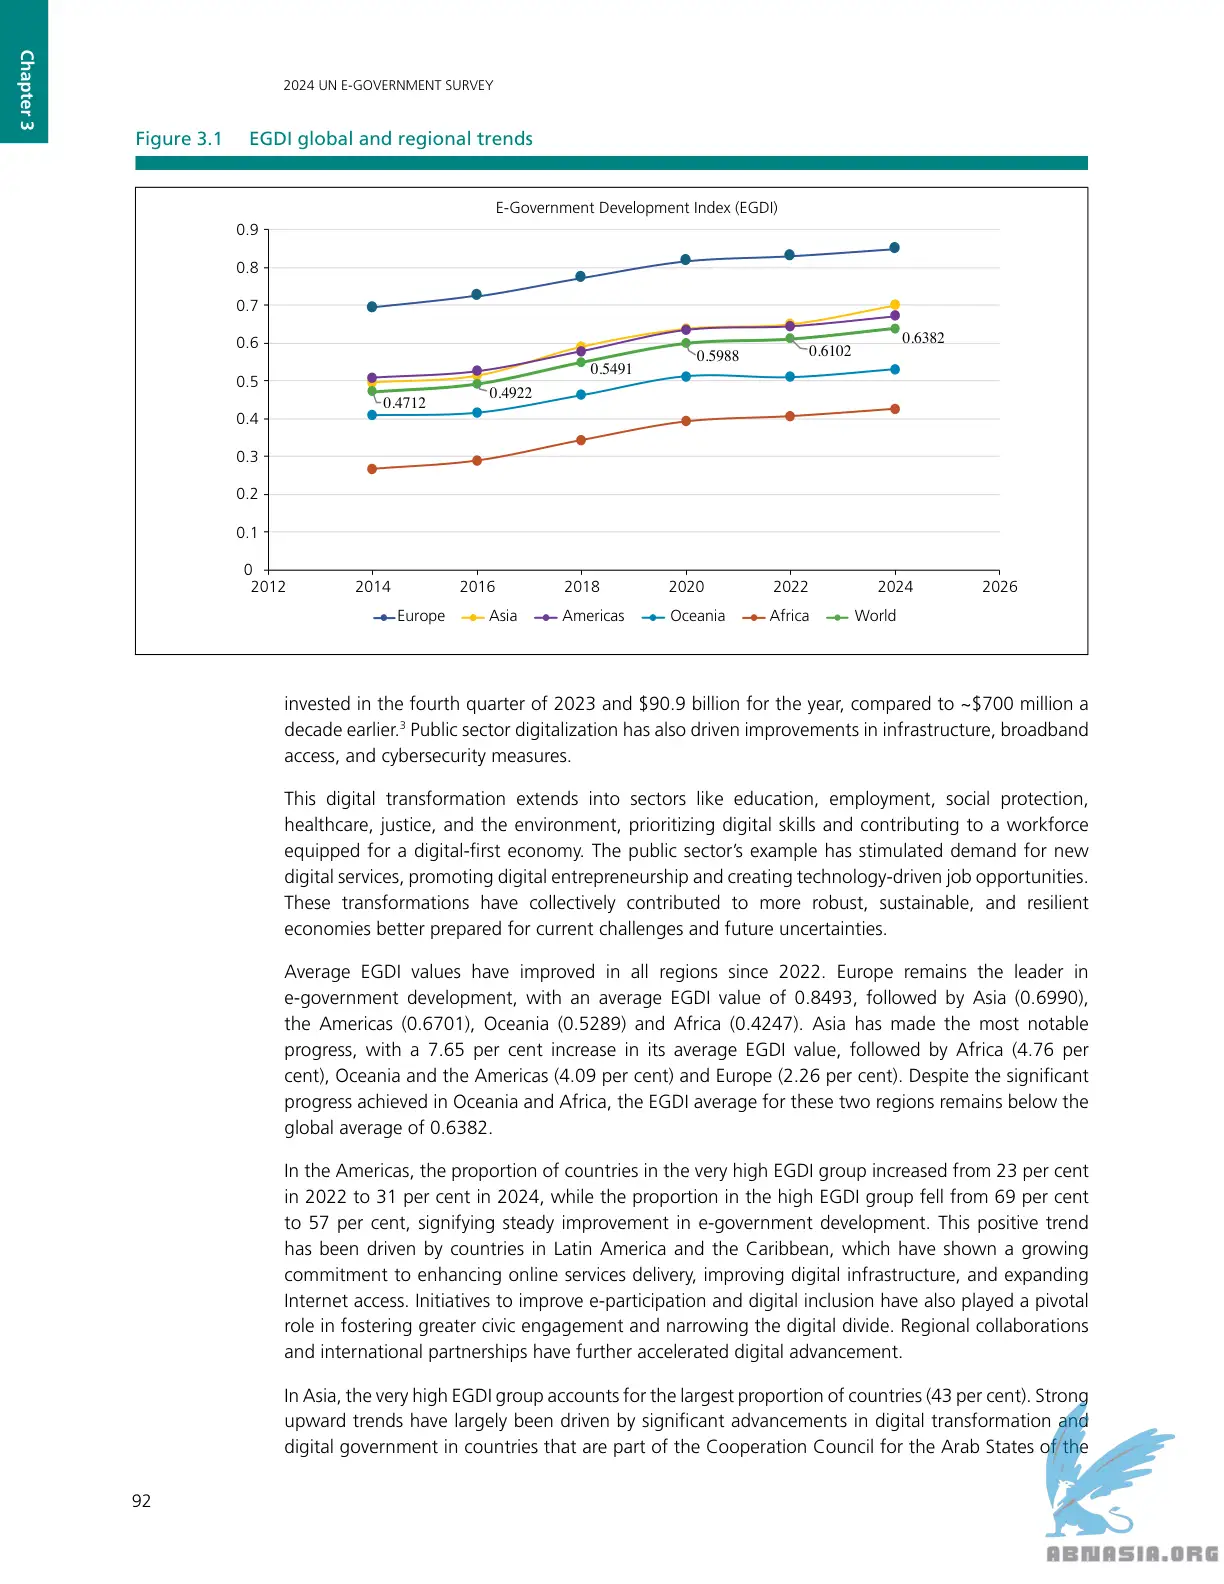 Chapter 3
2024 UN E-GOVERNMENT SURVEY
Figure 3.1 EGDI global and regional trends
E-Government Development Index (EGDI)
0.9
0.8
0.7
0.6
0.5
0.4
0.3
0.2
0.1
0
0.4712
0.4922
0.5491
0.5988
0.6102
0.6382
2012 2014 2016 2018 2020 2022 2024 2026
Europe Asia Americas Oceania Africa World
invested in the fourth quarter of 2023 and $90.9 billion for the year, compared to ~$700 million a
decade earlier.³ Public sector digitalization has also driven improvements in infrastructure, broadband
access, and cybersecurity measures.
This digital transformation extends into sectors like education, employment, social protection,
healthcare, justice, and the environment, prioritizing digital skills and contributing to a workforce
equipped for a digital-first economy. The public sector’s example has stimulated demand for new
digital services, promoting digital entrepreneurship and creating technology-driven job opportunities.
These transformations have collectively contributed to more robust, sustainable, and resilient
economies better prepared for current challenges and future uncertainties.
Average EGDI values have improved in all regions since 2022. Europe remains the leader in
e-government development, with an average EGDI value of 0.8493, followed by Asia (0.6990),
the Americas (0.6701), Oceania (0.5289) and Africa (0.4247). Asia has made the most notable
progress, with a 7.65 per cent increase in its average EGDI value, followed by Africa (4.76 per
cent), Oceania and the Americas (4.09 per cent) and Europe (2.26 per cent). Despite the significant
progress achieved in Oceania and Africa, the EGDI average for these two regions remains below the
global average of 0.6382.
In the Americas, the proportion of countries in the very high EGDI group increased from 23 per cent
in 2022 to 31 per cent in 2024, while the proportion in the high EGDI group fell from 69 per cent
to 57 per cent, signifying steady improvement in e-government development. This positive trend
has been driven by countries in Latin America and the Caribbean, which have shown a growing
commitment to enhancing online services delivery, improving digital infrastructure, and expanding
Internet access. Initiatives to improve e-participation and digital inclusion have also played a pivotal
role in fostering greater civic engagement and narrowing the digital divide. Regional collaborations
and international partnerships have further accelerated digital advancement.
In Asia, the very high EGDI group accounts for the largest proportion of countries (43 per cent). Strong
upward trends have largely been driven by significant advancements in digital transformation and
digital government in countries that are part of the Cooperation Council for the Arab States of the
92
ABNASIA.ORG